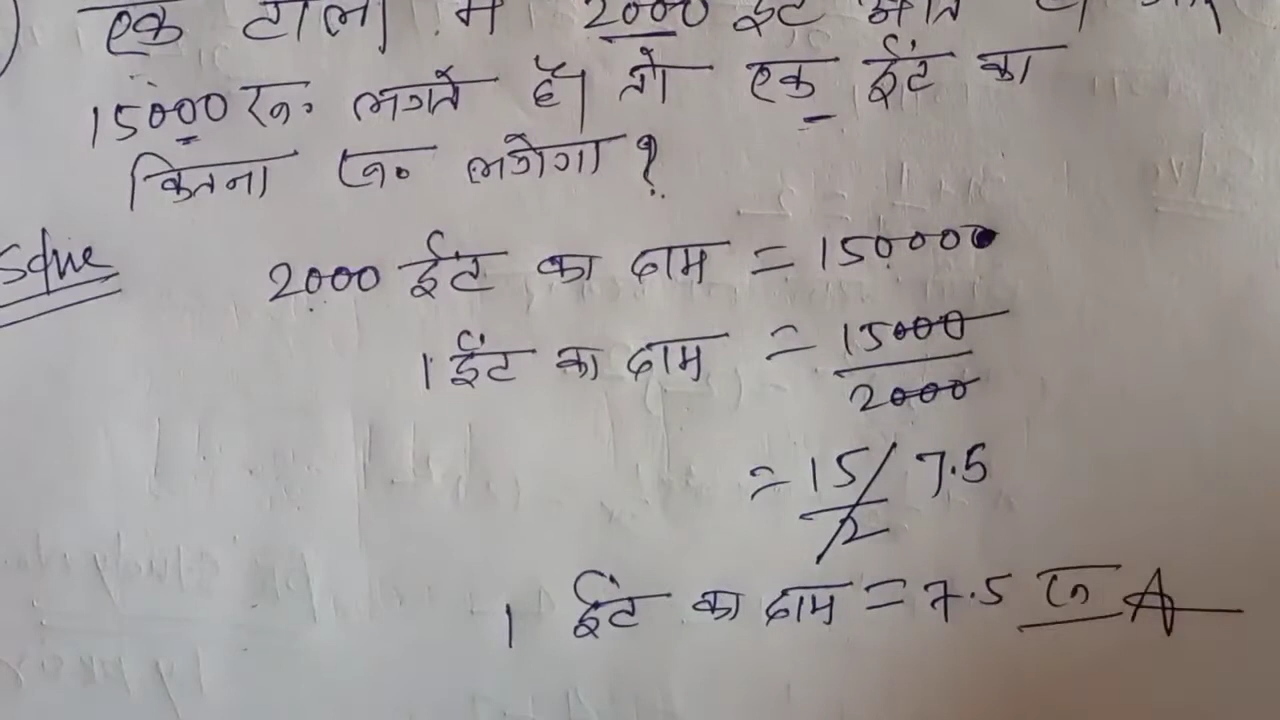 एक टाली में 2000 ईंट आते
15000 रु० लगते हैं। तो एक ईंट का
कितना रु० लगेगा ?
Solve
2000 ईंट का दाम = 150000
1 ईंट का दाम = 15000
2000
= 15/2 7.5
1 ईंट का दाम = 7.5 रु A